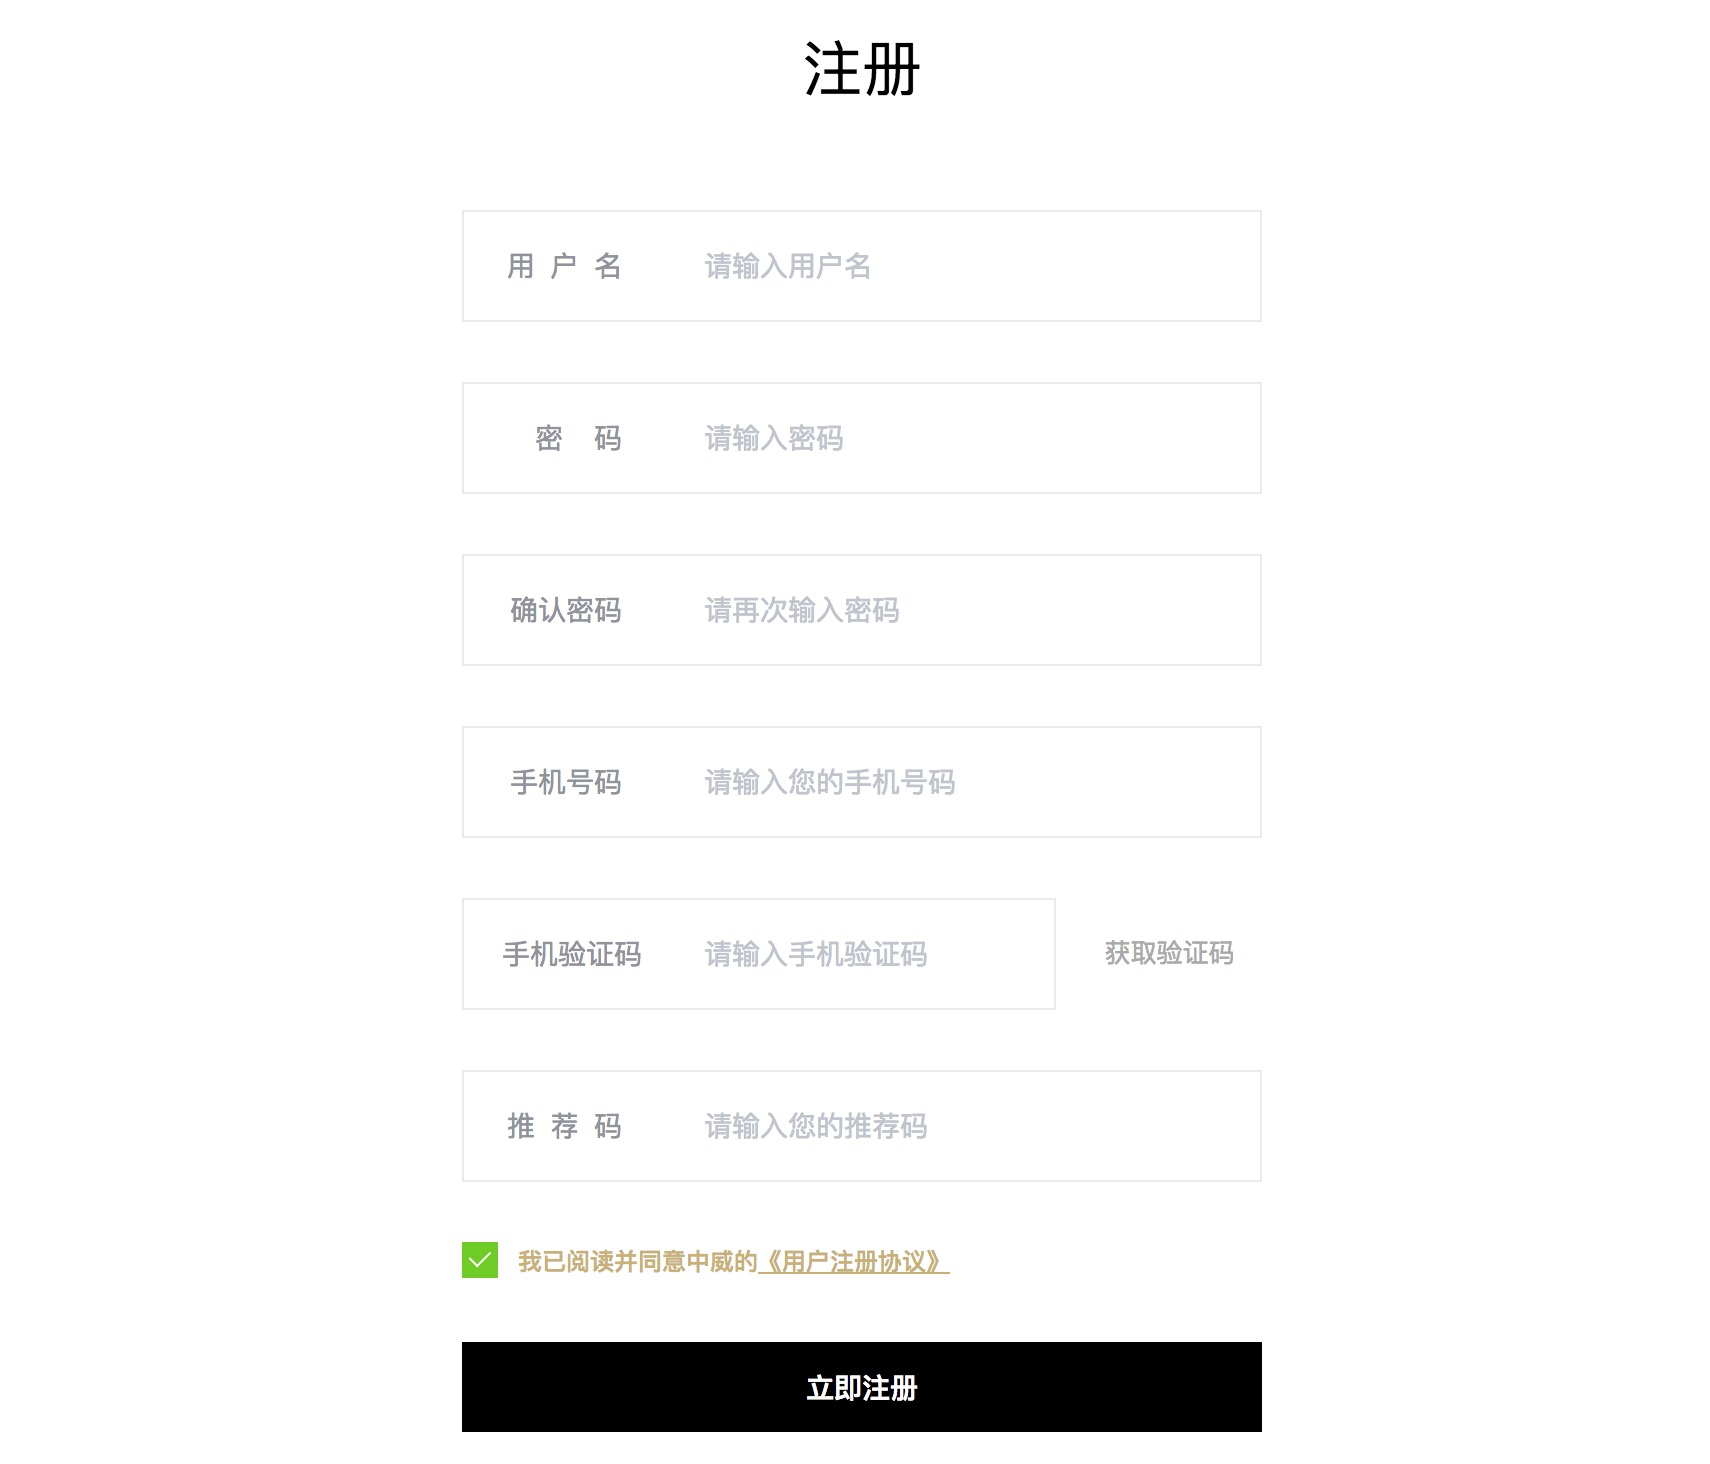 注册
用 户 名 请输入用户名
密 码 请输入密码
确认密码 请再次输入密码
手机号码 请输入您的手机号码
手机验证码 请输入手机验证码 获取验证码
推 荐 码 请输入您的推荐码
我已阅读并同意中威的《用户注册协议》
立即注册